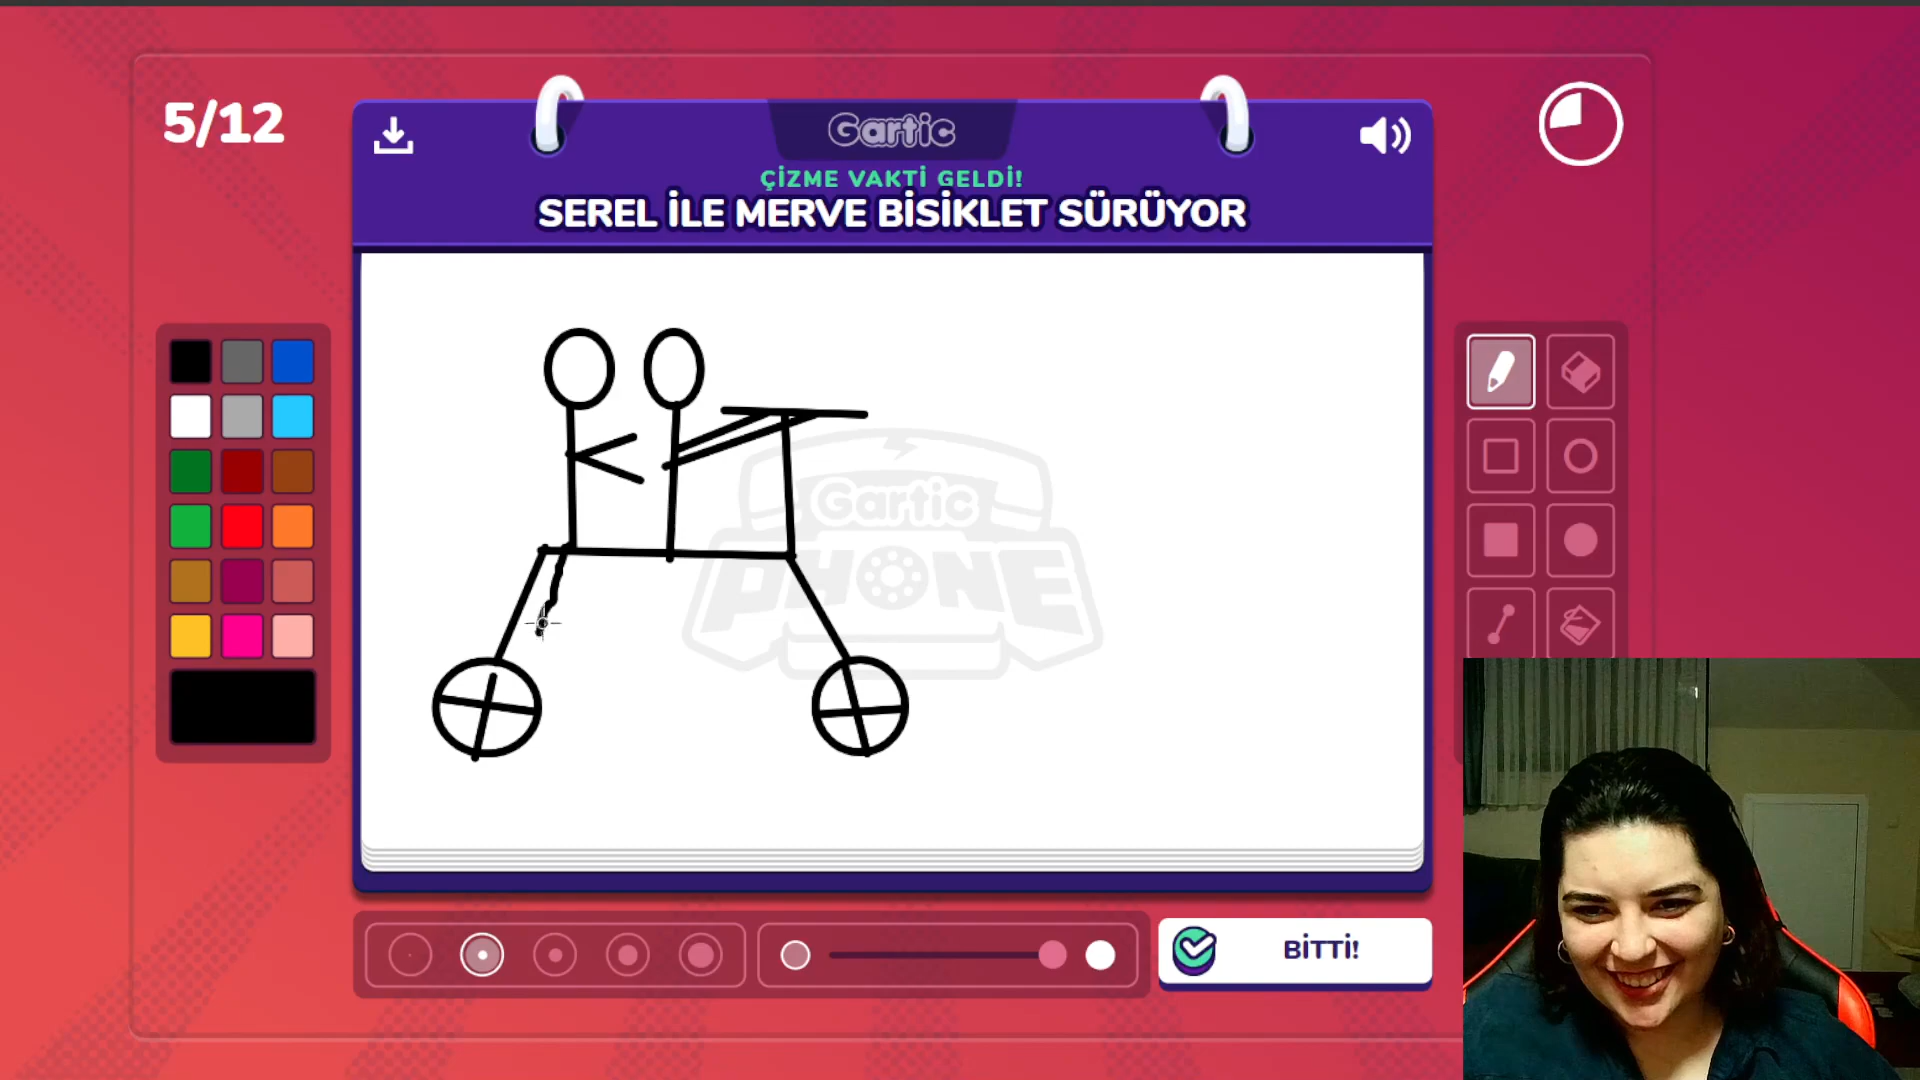 5/12
Gartic
ÇİZME VAKTİ GELDİ!
SEREL İLE MERVE BİSİKLET SÜRÜYOR
Gartic
PHONE
BİTTİ!